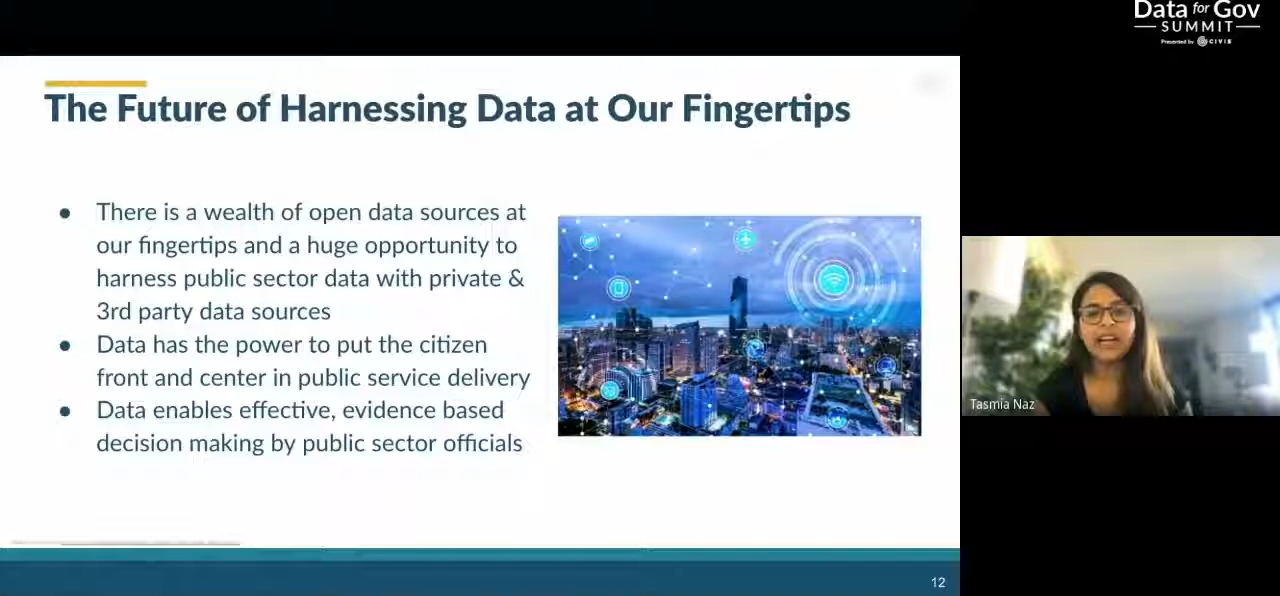 Data for Gov
SUMMIT
Presented by CIVIS
The Future of Harnessing Data at Our Fingertips
● There is a wealth of open data sources at
our fingertips and a huge opportunity to
harness public sector data with private &
3rd party data sources
● Data has the power to put the citizen
front and center in public service delivery
● Data enables effective, evidence based
decision making by public sector officials
Tasmia Naz
12